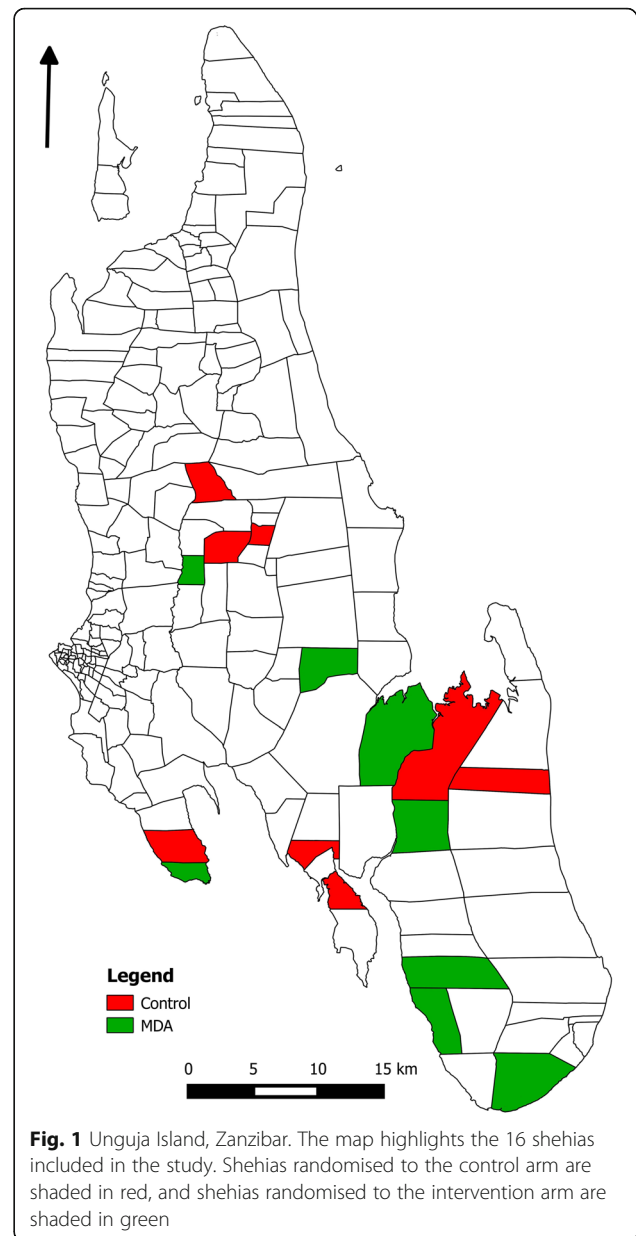 Legend
Control
MDA
0 5 10 15 km
Fig. 1 Unguja Island, Zanzibar. The map highlights the 16 shehias
included in the study. Shehias randomised to the control arm are
shaded in red, and shehias randomised to the intervention arm are
shaded in green